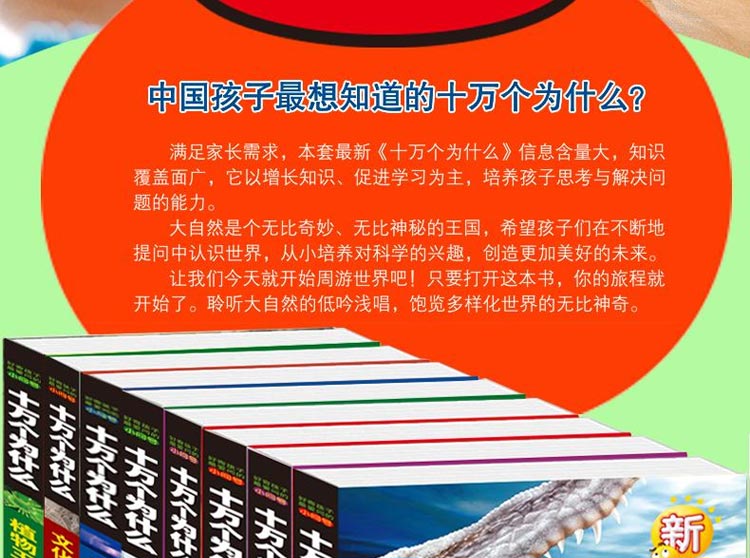 中国孩子最想知道的十万个为什么？
满足家长需求，本套最新《十万个为什么》信息含量大，知识
覆盖面广，它以增长知识、促进学习为主，培养孩子思考与解决问
题的能力。
大自然是个无比奇妙、无比神秘的王国，希望孩子们在不断地
提问中认识世界，从小培养对科学的兴趣，创造更加美好的未来。
让我们今天就开始周游世界吧！只要打开这本书，你的旅程就
开始了。聆听大自然的低吟浅唱，饱览多样化世界的无比神奇。
十万个为什么
植物
十万个为什么
文化
十万个为什么
十万个为什么
十万个为什么
十万个为什么
十万个为什么
十万个为什么
新